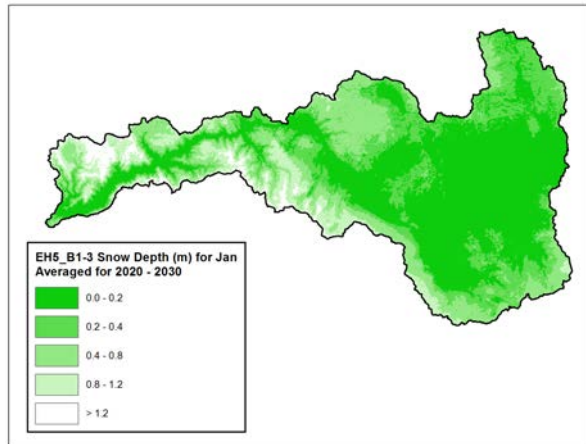 EH5_B1-3 Snow Depth (m) for Jan
Averaged for 2020 - 2030
0.0 - 0.2
0.2 - 0.4
0.4 - 0.8
0.8 - 1.2
> 1.2